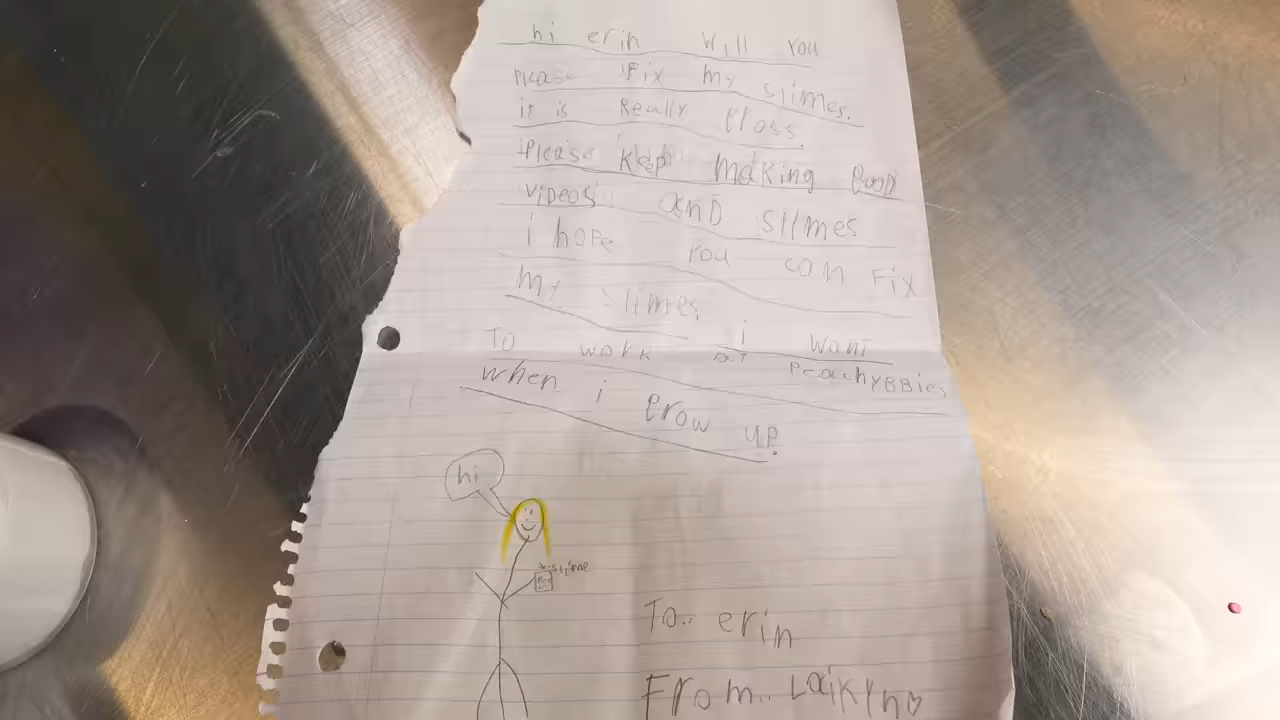 hi erin will you
please Fix my slimes.
it is Really gross.
Please keep making good
videos and slimes
i hope you can Fix
my slimes.
To work i want
at Peachybbies
when i grow up.
hi
slime
To.. erin
From.. Laikyn